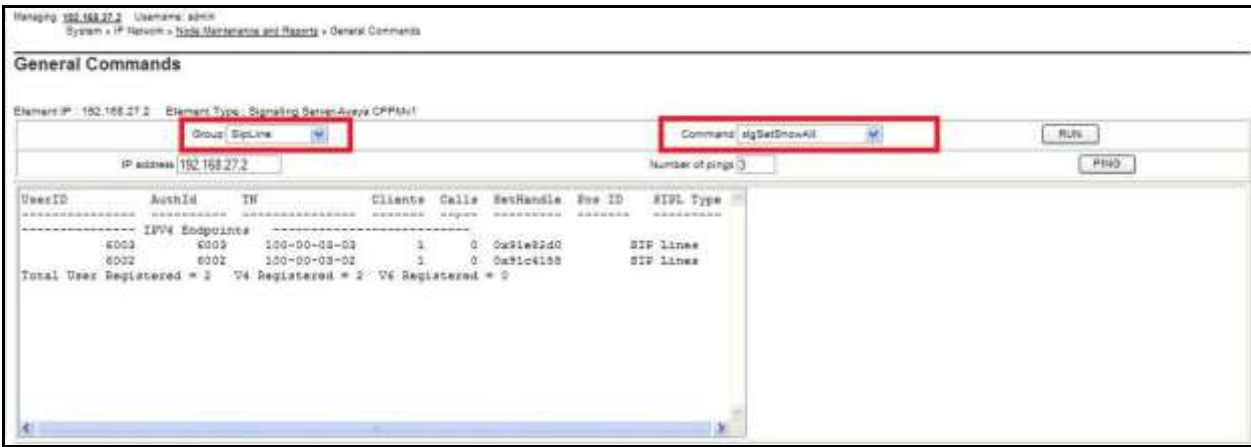 Managing: 192.168.27.2 Username: admin
System » IP Network » Node Maintenance and Reports » General Commands
General Commands
Element IP : 192.168.27.2 Element Type : Signaling Server-Avaya CPPMv1
Group SipLine Command slgSetShowAll RUN
IP address 192.168.27.2 Number of pings 3 PING
UserID AuthId TN Clients Calls SetHandle Pos ID SIPL Type
--------------- ---------- --------------- ------- ----- --------- ------- ---------
--------------- IPV4 Endpoints ----------------------------
6003 6003 100-00-03-03 1 0 SIP Lines
6002 6002 100-00-03-02 1 0 SIP Lines
Total User Registered = 2 V4 Registered = 2 V6 Registered = 0